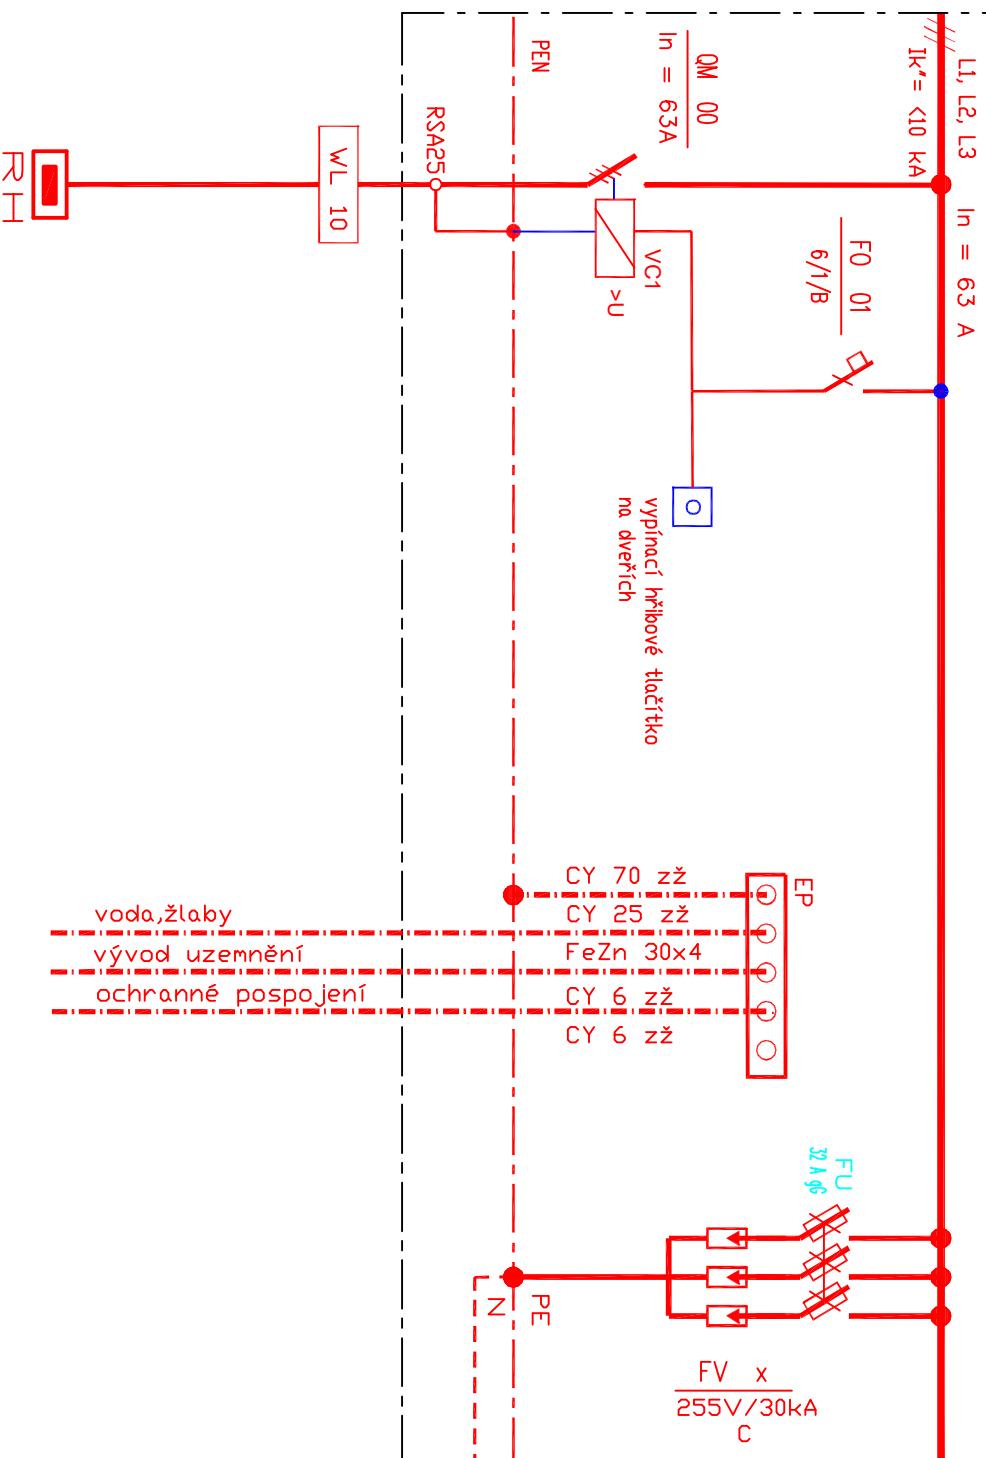 L1, L2, L3 In = 63 A
Ik"= <10 kA
PEN
QM 00
In = 63A
RSA25
WL 10
RH
VC1
>U
FO 01
6/1/B
vypínací hřibové tlačítko
na dveřích
EP
CY 70 zž
CY 25 zž
FeZn 30x4
CY 6 zž
CY 6 zž
voda,žlaby
vývod uzemnění
ochranné pospojení
FU
32 A gG
PE
N
FV x
255V/30kA
C